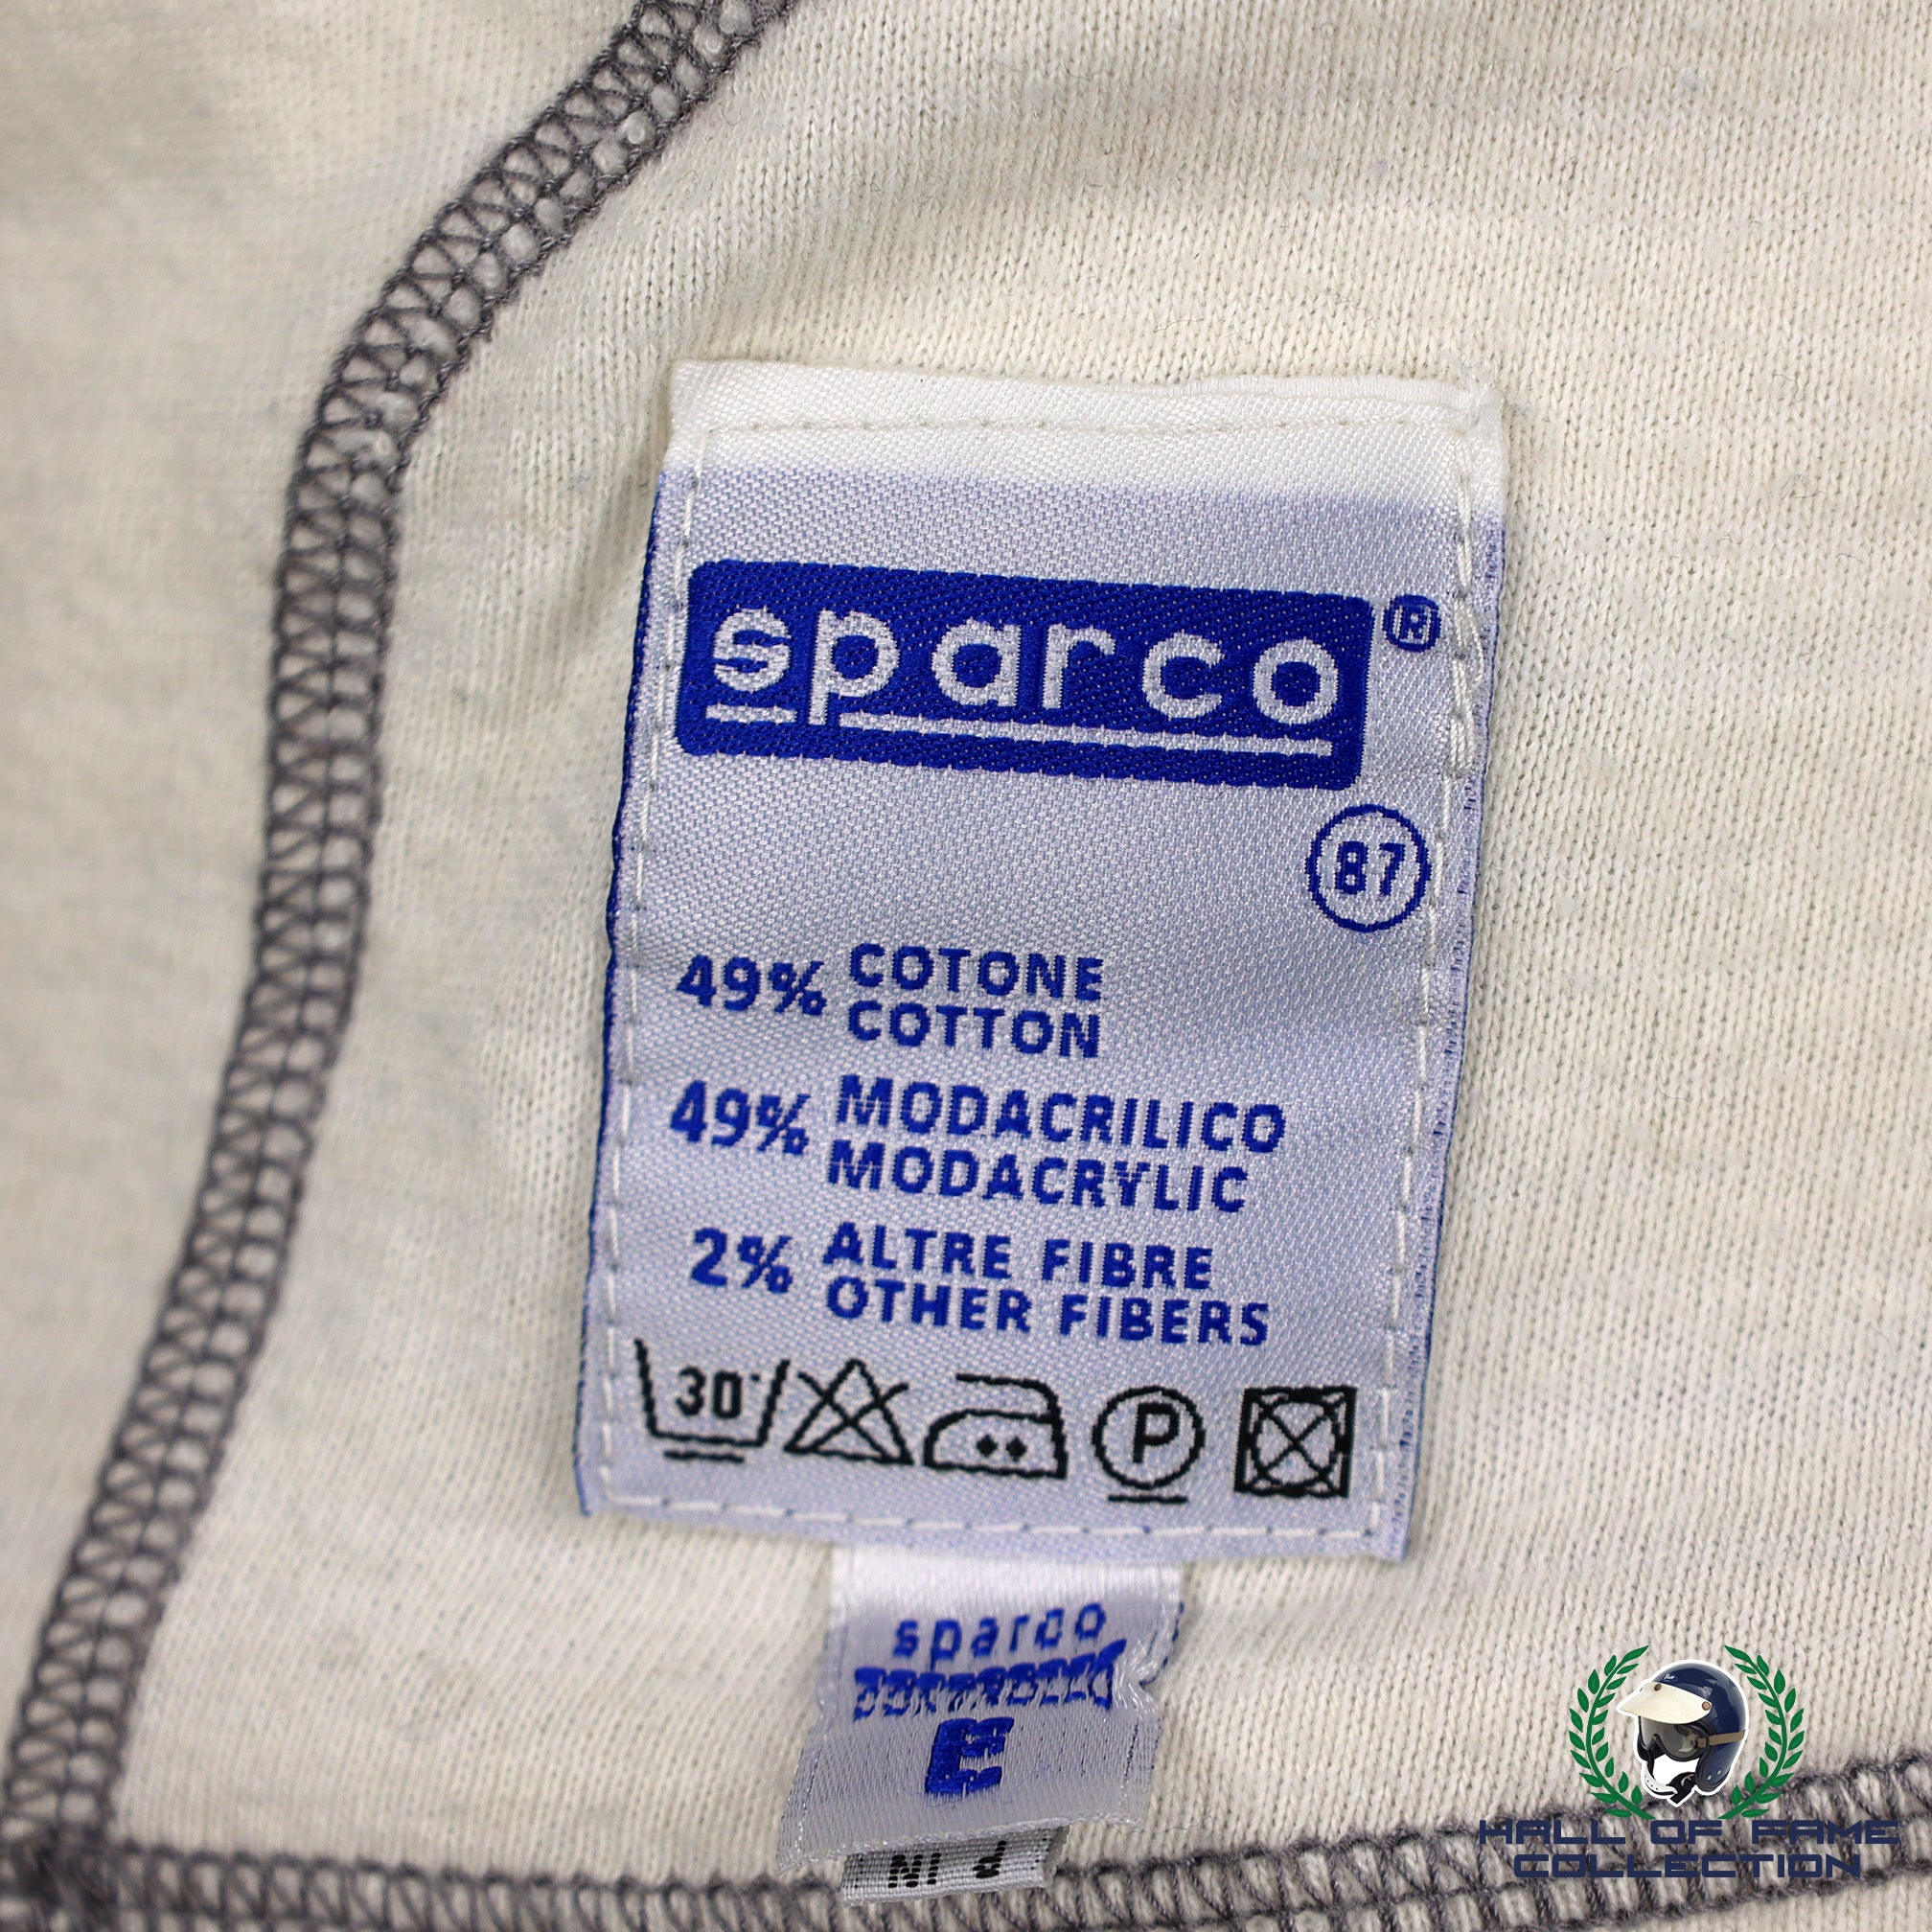 sparco ®
87
49% COTONE
COTTON
49% MODACRILICO
MODACRYLIC
2% ALTRE FIBRE
OTHER FIBERS
30°
P
sparco
E
HALL OF FAME
COLLECTION